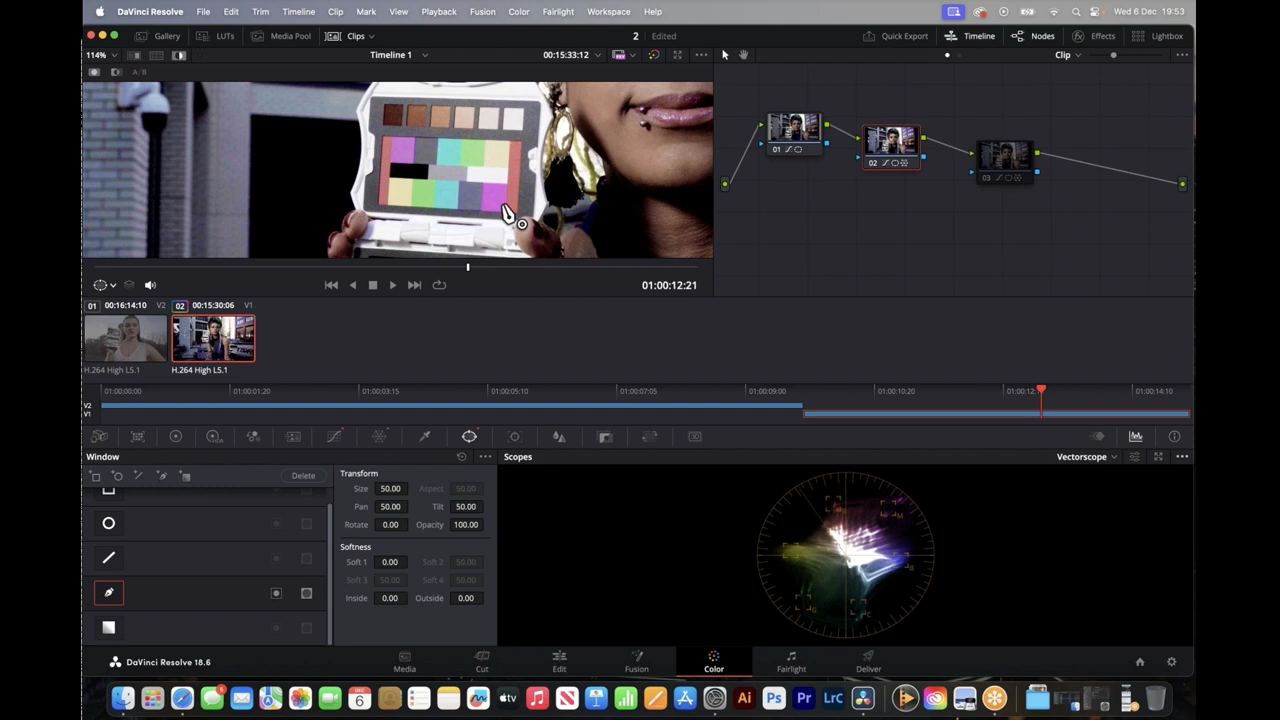 DaVinci Resolve File Edit Trim Timeline Clip Mark View Playback Fusion Color Fairlight Workspace Help Wed 6 Dec 19:53
Gallery LUTs Media Pool Clips 2 Edited Quick Export Timeline Nodes Effects Lightbox
114% Timeline 1 00:15:33:12 Clip
A/B
01
02
03
01:00:12:21
01 00:16:14:10 V2 02 00:15:30:06 V1
H.264 High L5.1 H.264 High L5.1
01:00:00:00 01:00:01:20 01:00:03:15 01:00:05:10 01:00:07:05 01:00:09:00 01:00:10:20 01:00:12: 01:00:14:10
V2
V1
Window Scopes Vectorscope
Delete
Transform
Size 50.00 Aspect 50.00
Pan 50.00 Tilt 50.00
Rotate 0.00 Opacity 100.00
Softness
Soft 1 0.00 Soft 2 50.00
Soft 3 50.00 Soft 4 50.00
Inside 0.00 Outside 0.00
M
B
C
G
DaVinci Resolve 18.6
Media Cut Edit Fusion Color Fairlight Deliver
DEC
6
tv
Ai Ps Pr LrC